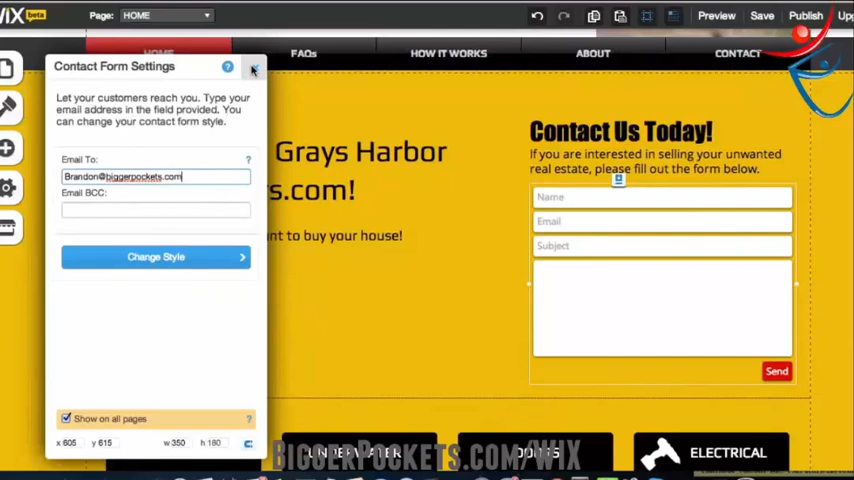 WIX beta
Page: HOME
Preview Save Publish Upg
HOME FAQs HOW IT WORKS ABOUT CONTACT
Contact Form Settings ?
Let your customers reach you. Type your
email address in the field provided. You
can change your contact form style.
Email To: ?
Brandon@biggerpockets.com
Email BCC:
Change Style
Show on all pages ?
x 605 y 615 w 350 h 180
Grays Harbor
s.com!
nt to buy your house!
Contact Us Today!
If you are interested in selling your unwanted
real estate, please fill out the form below.
Name
Email
Subject
Send
UNDERWATER
ELECTRICAL
BIGGERPOCKETS.COM/WIX